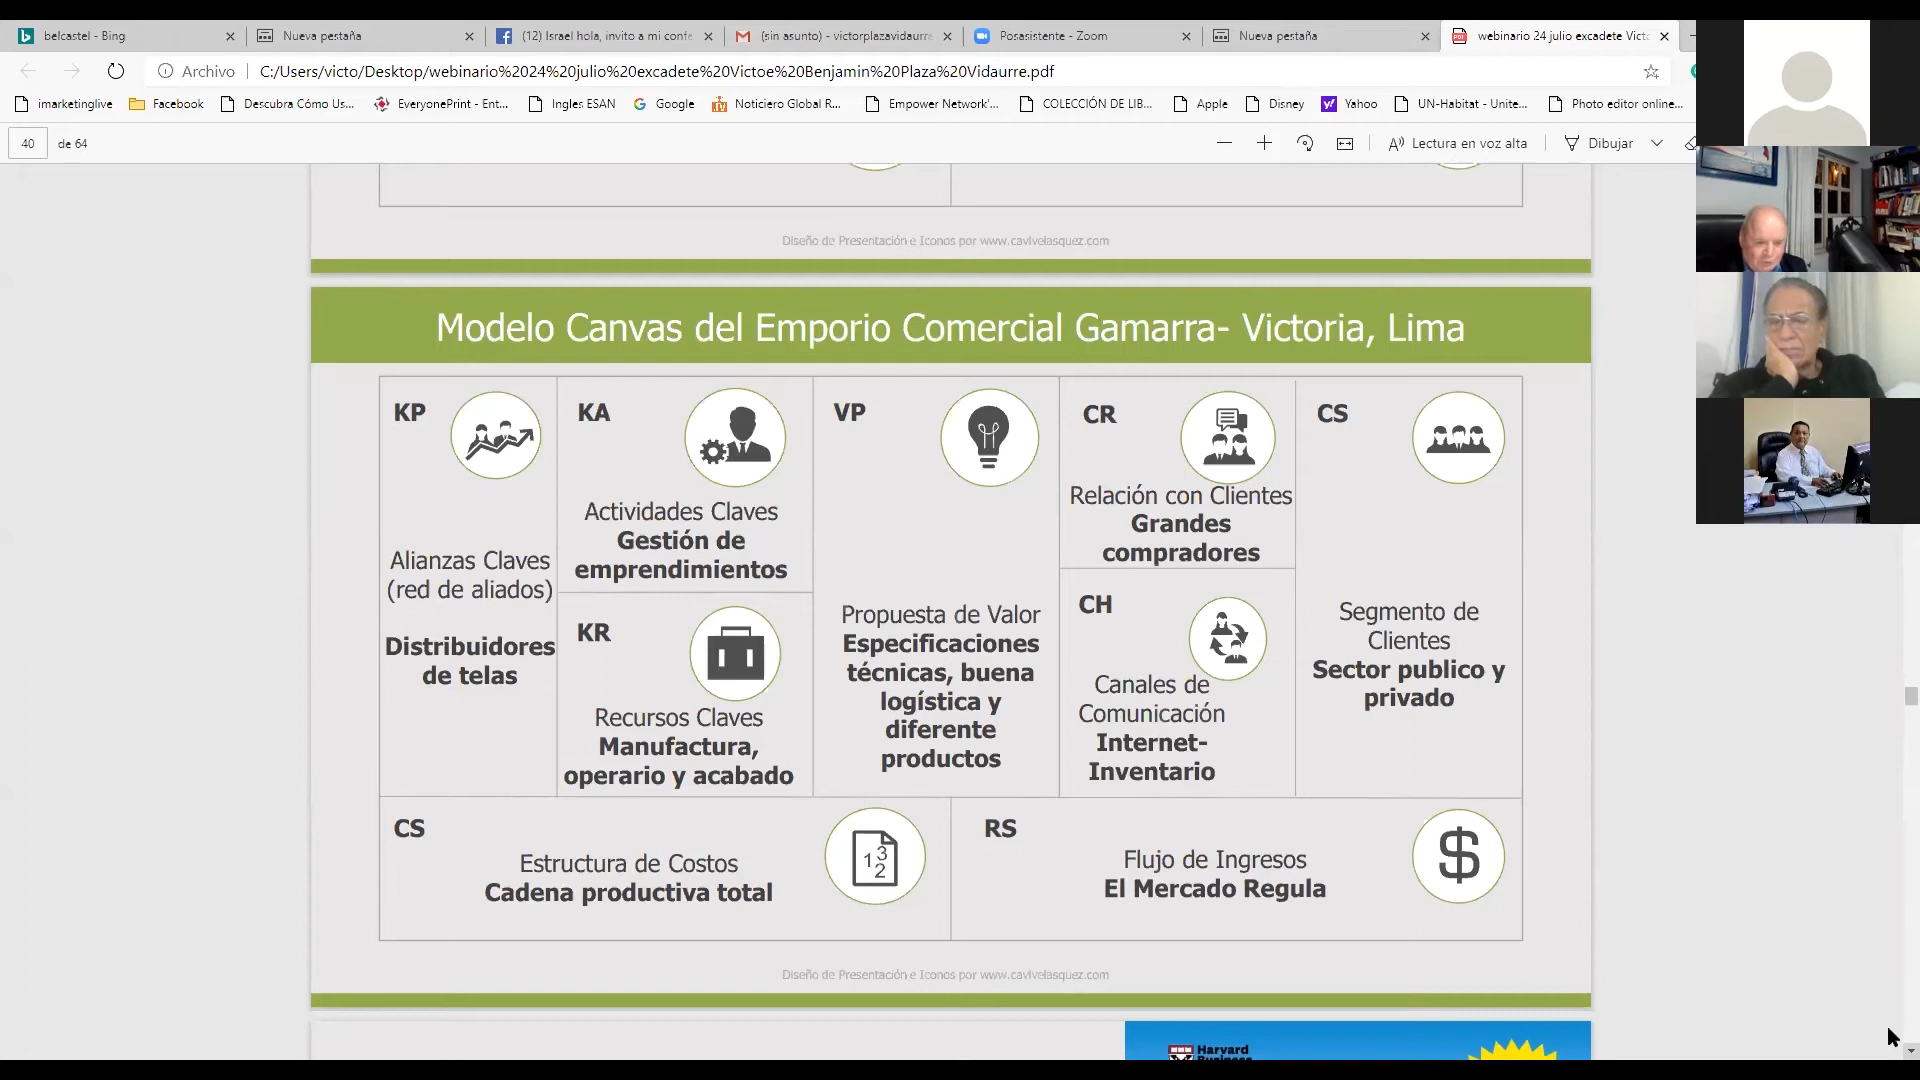 belcastel - Bing
Nueva pestaña
(12) Israel hola, invito a mi confe
(sin asunto) - victorplazavidaurre
Posasistente - Zoom
Nueva pestaña
webinario 24 julio excadete Victo
Archivo
C:/Users/victo/Desktop/webinario%2024%20julio%20excadete%20Victoe%20Benjamin%20Plaza%20Vidaurre.pdf
imarketinglive
Facebook
Descubra Cómo Us...
EveryonePrint - Ent...
Ingles ESAN
Google
Noticiero Global R...
Empower Network'...
COLECCIÓN DE LIB...
Apple
Disney
Yahoo
UN-Habitat - Unite...
Photo editor online...
40
de 64
Lectura en voz alta
Dibujar
Diseño de Presentación e Iconos por www.cavivelasquez.com
Modelo Canvas del Emporio Comercial Gamarra- Victoria, Lima
KP
Alianzas Claves
(red de aliados)
Distribuidores
de telas
KA
Actividades Claves
Gestión de
emprendimientos
KR
Recursos Claves
Manufactura,
operario y acabado
VP
Propuesta de Valor
Especificaciones
técnicas, buena
logística y
diferente
productos
CR
Relación con Clientes
Grandes
compradores
CH
Canales de
Comunicación
Internet-
Inventario
CS
Segmento de
Clientes
Sector publico y
privado
CS
Estructura de Costos
Cadena productiva total
1 3
2
RS
Flujo de Ingresos
El Mercado Regula
$
Diseño de Presentación e Iconos por www.cavivelasquez.com
Harvard